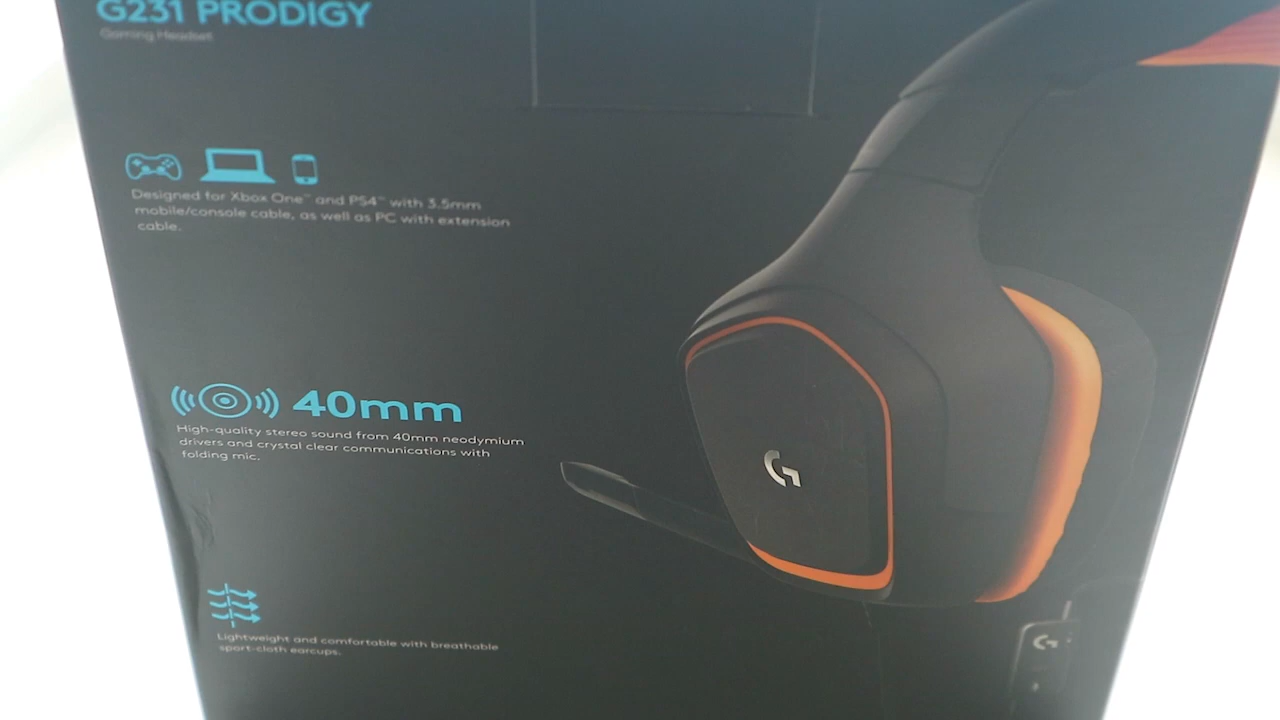 G231 PRODIGY
Gaming Headset
Designed for Xbox One™ and PS4™ with 3.5mm
mobile/console cable, as well as PC with extension
cable.
40mm
High-quality stereo sound from 40mm neodymium
drivers and crystal clear communications with
folding mic.
Lightweight and comfortable with breathable
sport-cloth earcups.